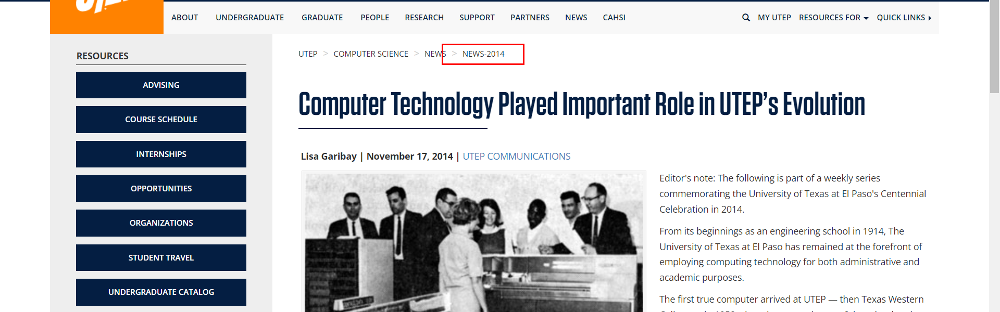 ABOUT UNDERGRADUATE GRADUATE PEOPLE RESEARCH SUPPORT PARTNERS NEWS CAHSI MY UTEP RESOURCES FOR QUICK LINKS
RESOURCES
ADVISING
COURSE SCHEDULE
INTERNSHIPS
OPPORTUNITIES
ORGANIZATIONS
STUDENT TRAVEL
UNDERGRADUATE CATALOG
UTEP > COMPUTER SCIENCE > NEWS > NEWS-2014
Computer Technology Played Important Role in UTEP’s Evolution
Lisa Garibay | November 17, 2014 | UTEP COMMUNICATIONS
Editor's note: The following is part of a weekly series
commemorating the University of Texas at El Paso's Centennial
Celebration in 2014.
From its beginnings as an engineering school in 1914, The
University of Texas at El Paso has remained at the forefront of
employing computing technology for both administrative and
academic purposes.
The first true computer arrived at UTEP — then Texas Western